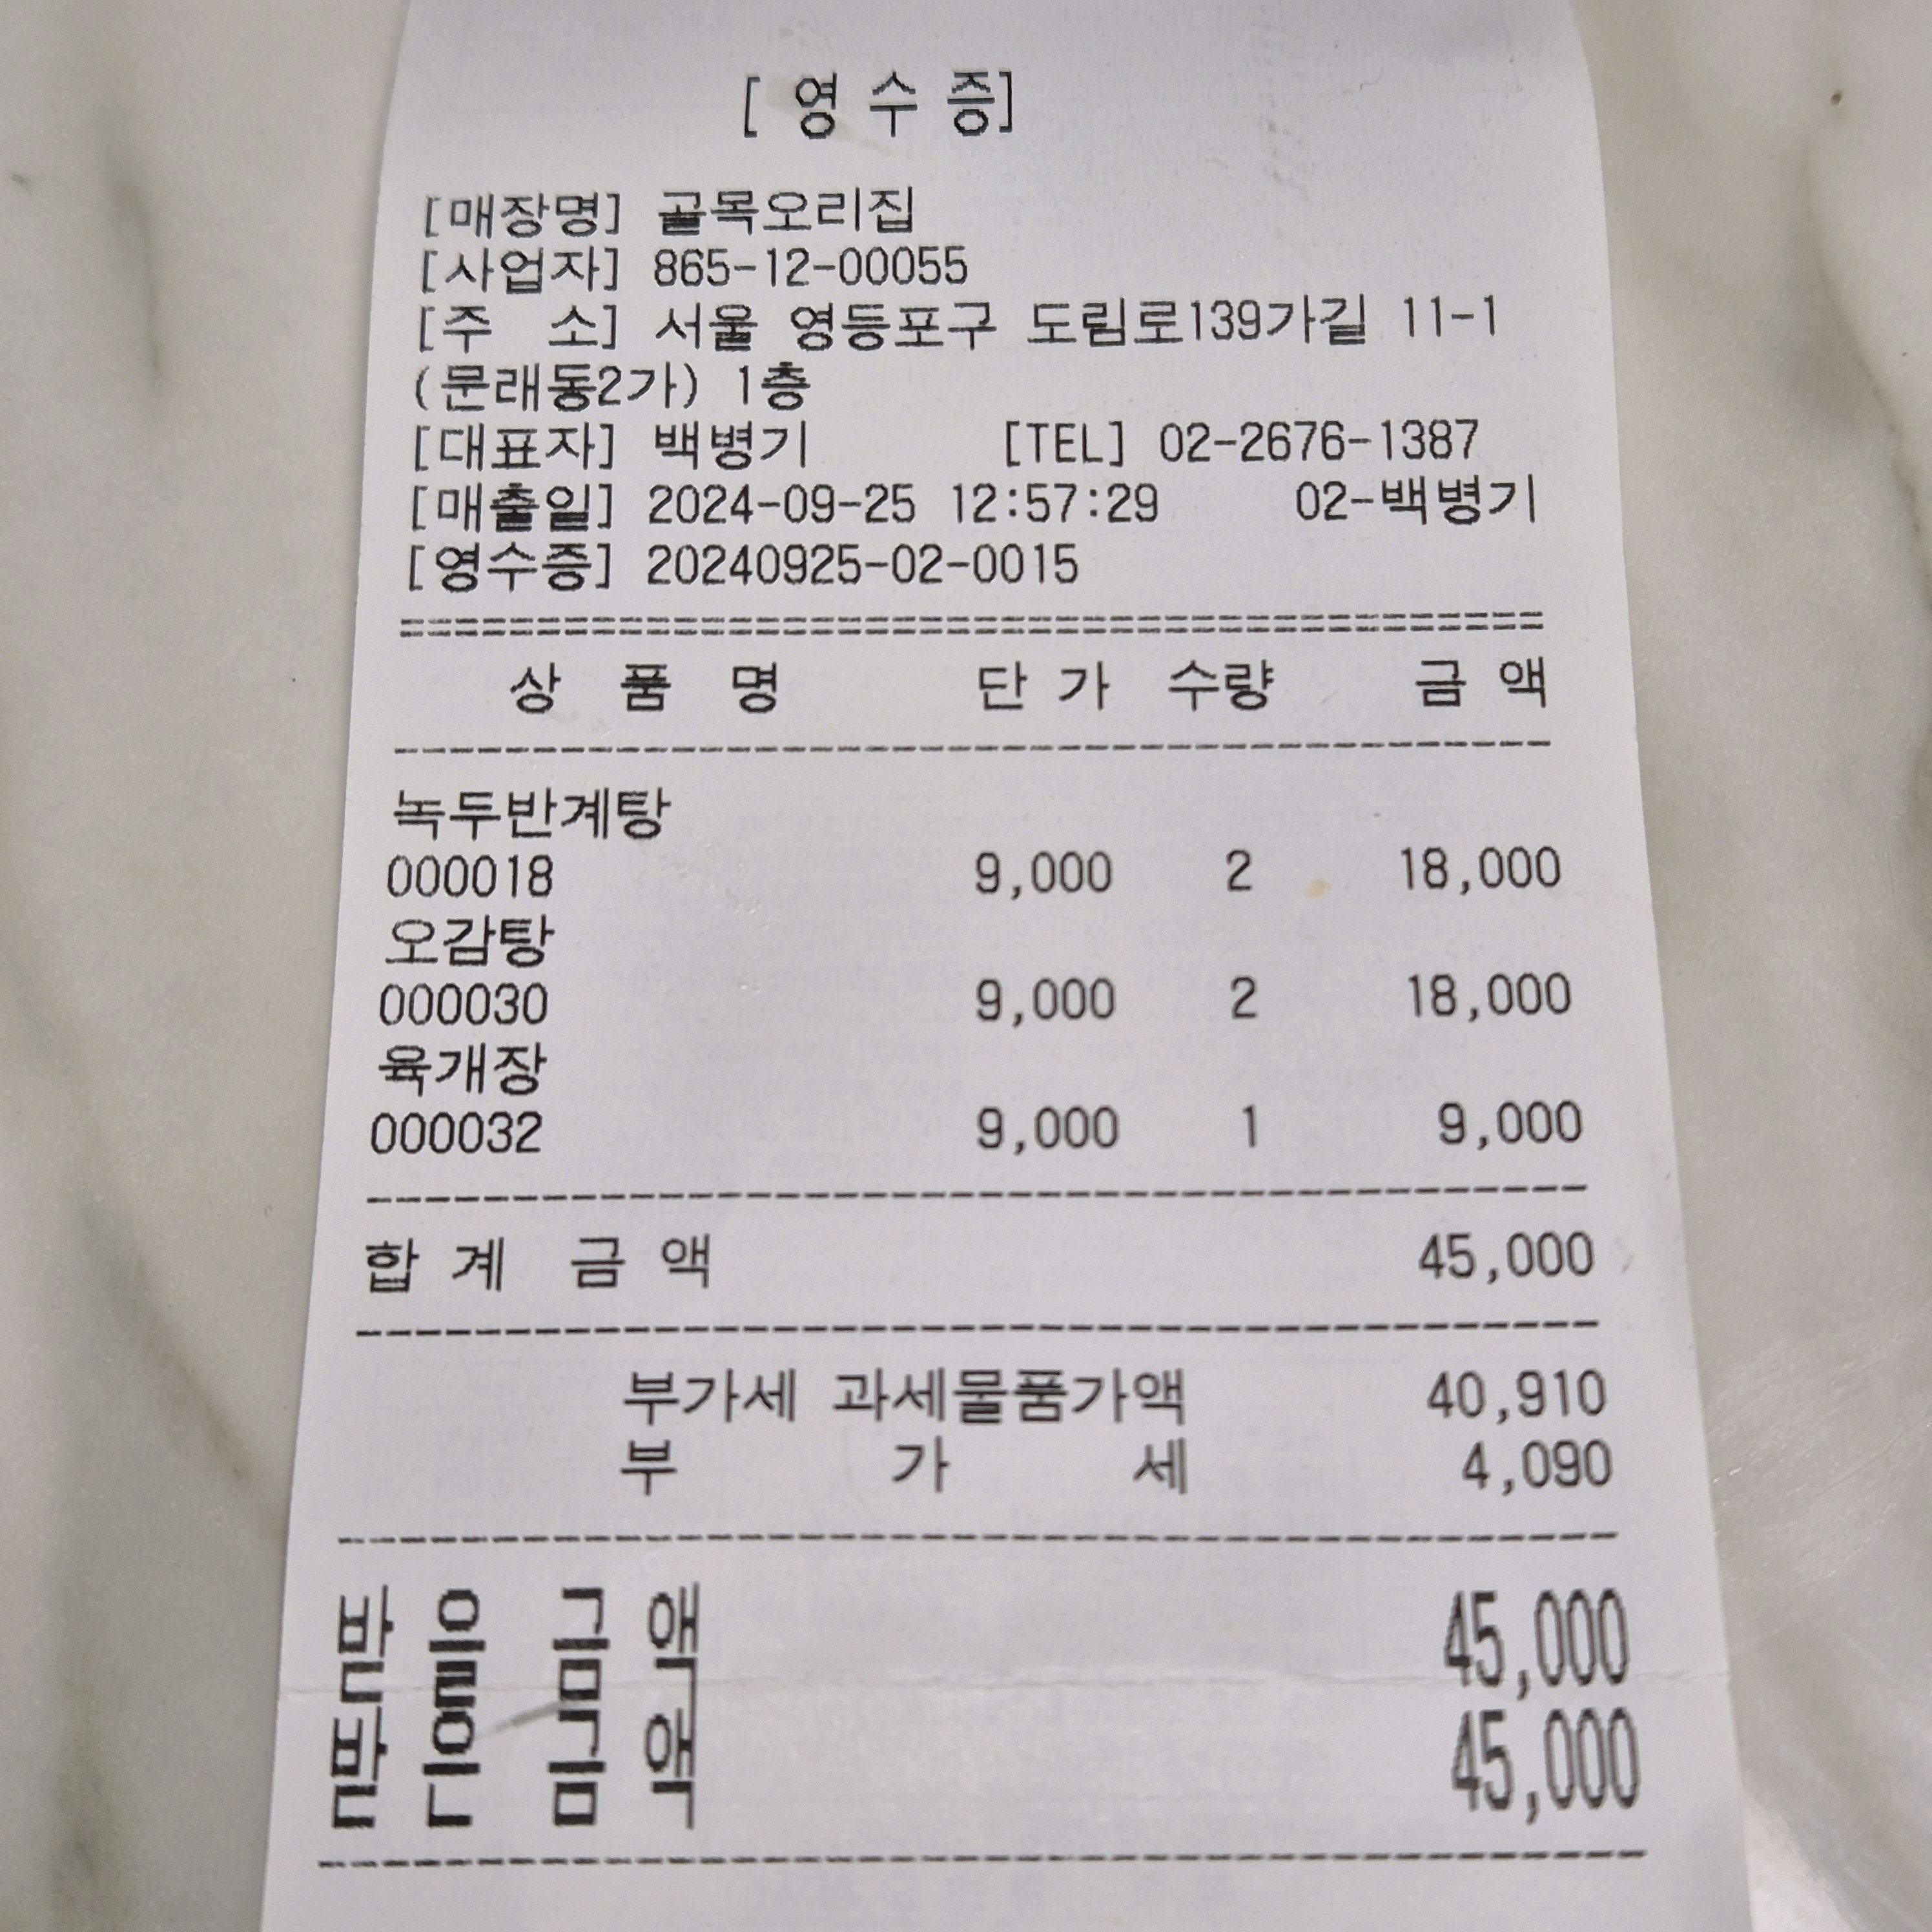 [ 영 수 증]
[매장명] 골목오리집
[사업자] 865-12-00055
[주 소] 서울 영등포구 도림로139가길 11-1
(문래동2가) 1층
[대표자] 백병기 [TEL] 02-2676-1387
[매출일] 2024-09-25 12:57:29 02-백병기
[영수증] 20240925-02-0015
상 품 명 단 가 수량 금 액
녹두반계탕
000018 9,000 2 18,000
오감탕
000030 9,000 2 18,000
육개장
000032 9,000 1 9,000
합 계 금 액 45,000
부가세 과세물품가액 40,910
부 가 세 4,090
받 을 금 액 45,000
받 은 금 액 45,000